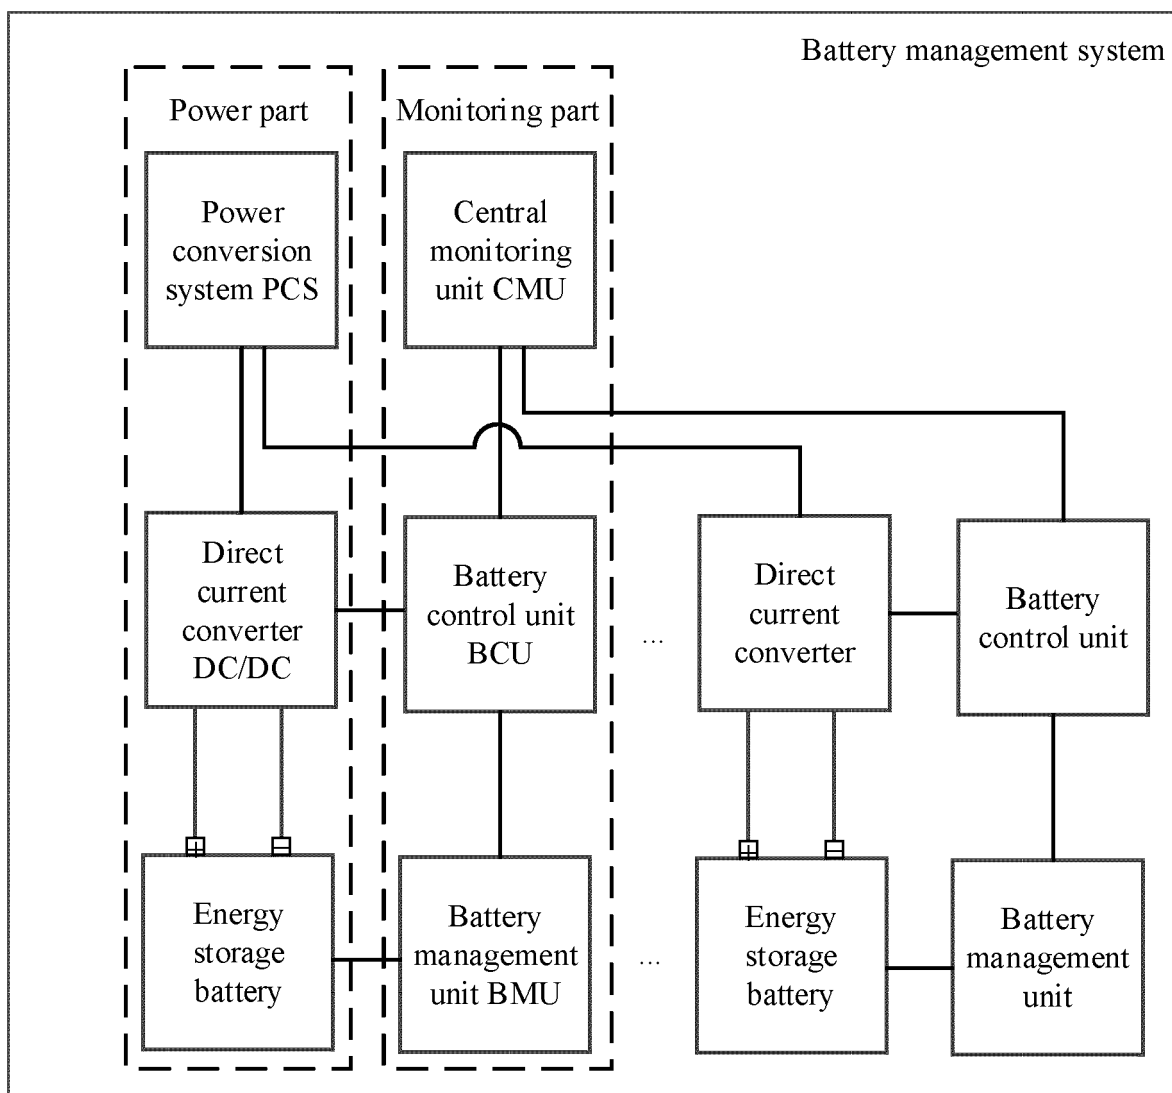 Battery management system
Power part
Monitoring part
Power
conversion
system PCS
Central
monitoring
unit CMU
Direct
current
converter
DC/DC
Battery
control unit
BCU
...
Direct
current
converter
Battery
control unit
+
−
+
−
Energy
storage
battery
Battery
management
unit BMU
...
Energy
storage
battery
Battery
management
unit